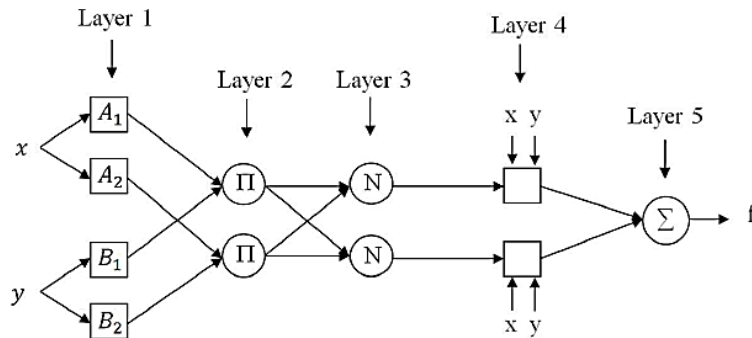 Layer 1
Layer 2
Layer 3
Layer 4
Layer 5
x
A₁
A₂
y
B₁
B₂
Π
Π
N
N
x y
x y
Σ
f